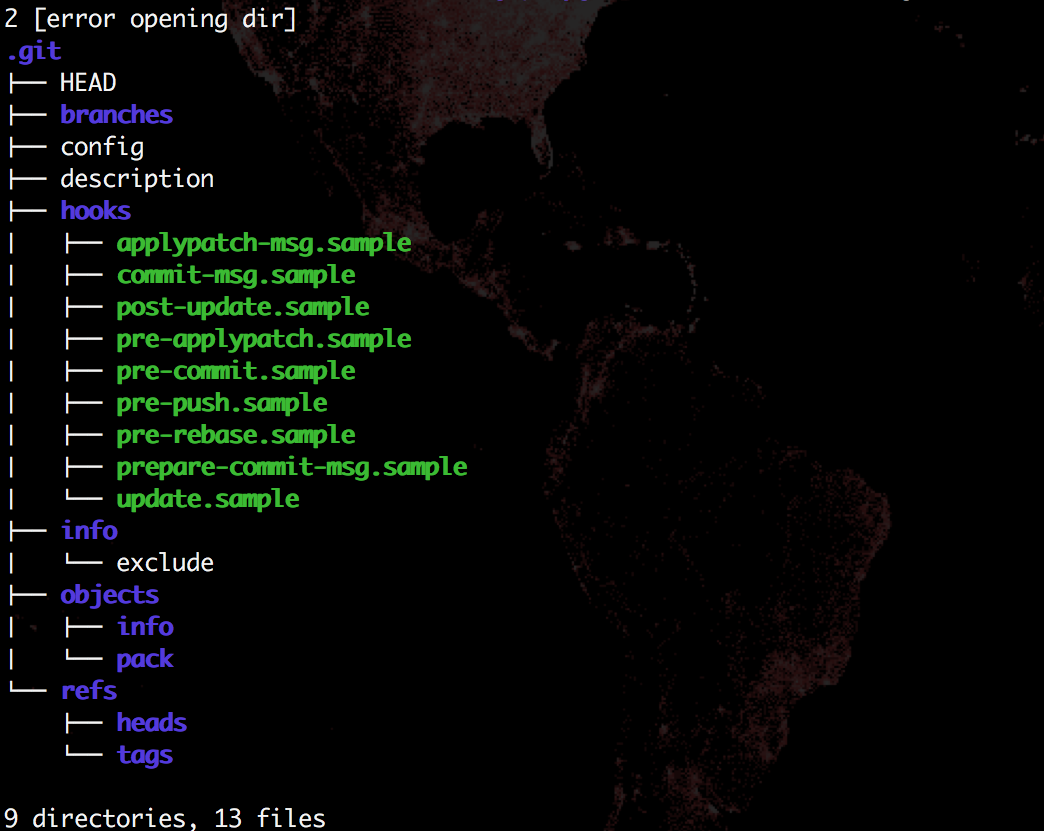 2 [error opening dir]
.git
├── HEAD
├── branches
├── config
├── description
├── hooks
│   ├── applypatch-msg.sample
│   ├── commit-msg.sample
│   ├── post-update.sample
│   ├── pre-applypatch.sample
│   ├── pre-commit.sample
│   ├── pre-push.sample
│   ├── pre-rebase.sample
│   ├── prepare-commit-msg.sample
│   └── update.sample
├── info
│   └── exclude
├── objects
│   ├── info
│   └── pack
└── refs
    ├── heads
    └── tags
9 directories, 13 files